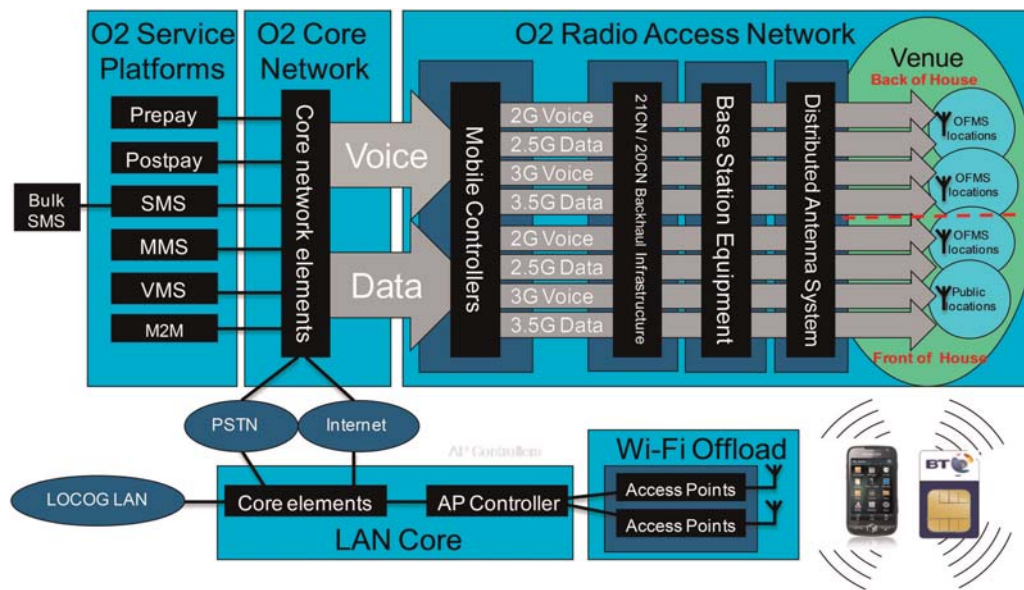 O2 Service
Platforms
O2 Core
Network
O2 Radio Access Network
Venue
Back of House
Bulk
SMS
Prepay
Postpay
SMS
MMS
VMS
M2M
Core network
elements
Voice
Data
Mobile Controllers
2G Voice
2.5G Data
3G Voice
3.5G Data
2G Voice
2.5G Data
3G Voice
3.5G Data
21CN / 20CN Backhaul Infrastructure
Base Station
Equipment
Distributed Antenna System
OFMS
locations
OFMS
locations
OFMS
locations
Public
locations
Front of House
PSTN
Internet
AP Controllers
LOCOG LAN
Core elements
AP Controller
LAN Core
Wi-Fi Offload
Access Points
Access Points
BT